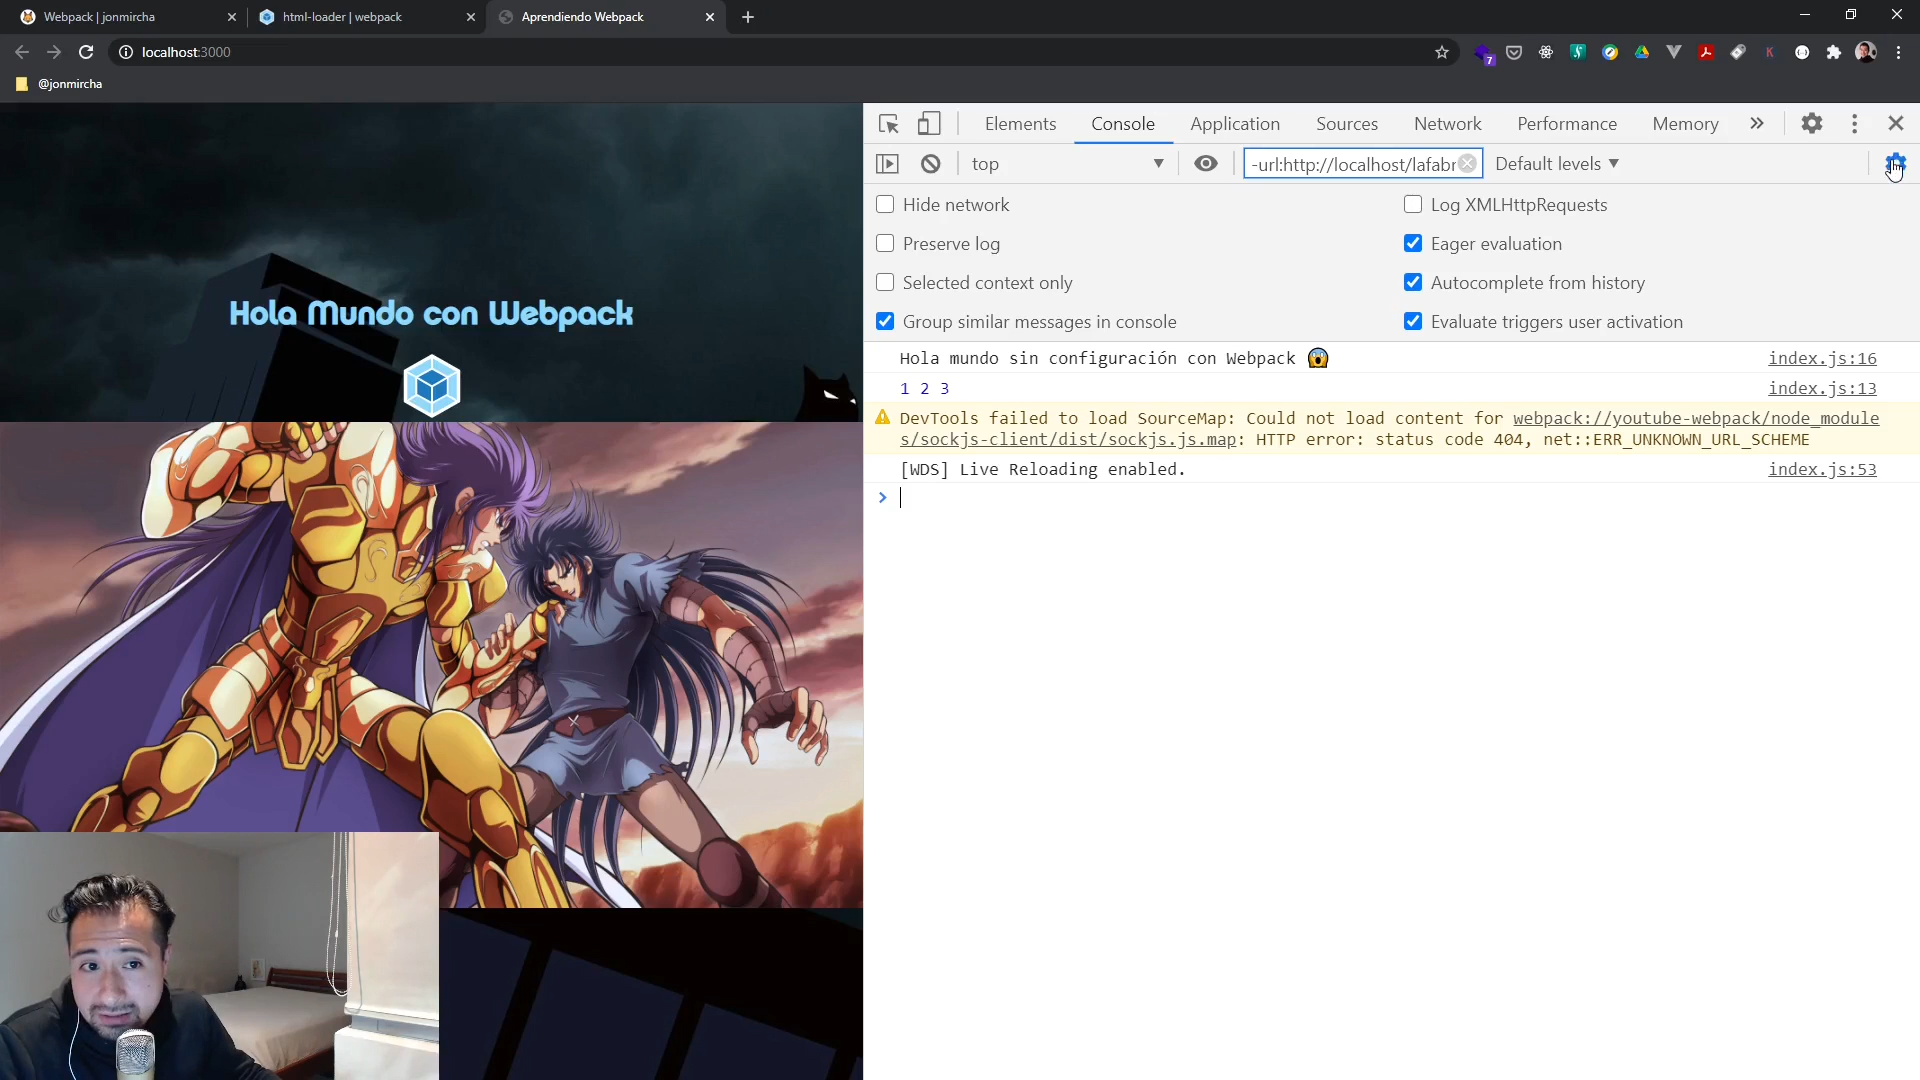 Webpack | jonmircha
html-loader | webpack
Aprendiendo Webpack
localhost:3000
7
K
@jonmircha
Hola Mundo con Webpack
Elements Console Application Sources Network Performance Memory
top
-url:http://localhost/lafabr
Default levels
Hide network
Log XMLHttpRequests
Preserve log
Eager evaluation
Selected context only
Autocomplete from history
Group similar messages in console
Evaluate triggers user activation
Hola mundo sin configuración con Webpack 😱 index.js:16
1 2 3 index.js:13
DevTools failed to load SourceMap: Could not load content for webpack://youtube-webpack/node_module
s/sockjs-client/dist/sockjs.js.map: HTTP error: status code 404, net::ERR_UNKNOWN_URL_SCHEME
[WDS] Live Reloading enabled. index.js:53